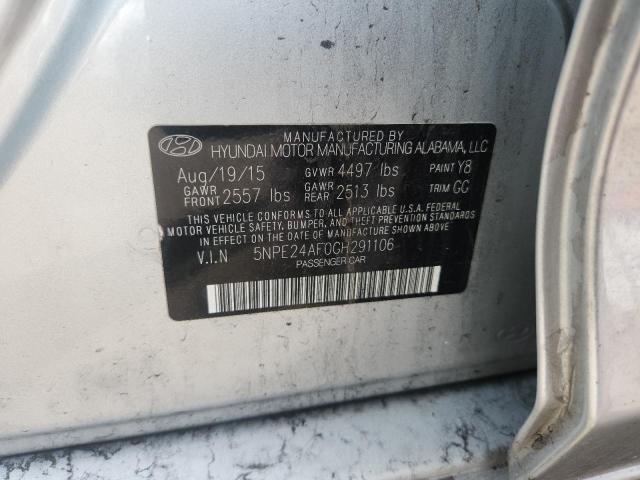 MANUFACTURED BY
HYUNDAI MOTOR MANUFACTURING ALABAMA, LLC
Aug/19/15 GVWR 4497 lbs PAINT Y8
GAWR FRONT 2557 lbs GAWR REAR 2513 lbs TRIM GG
THIS VEHICLE CONFORMS TO ALL APPLICABLE U.S.A. FEDERAL
MOTOR VEHICLE SAFETY, BUMPER, AND THEFT PREVENTION STANDARDS
IN EFFECT ON THE DATE OF MANUFACTURE SHOWN ABOVE.
V.I.N 5NPE24AF0GH291106
PASSENGER CAR